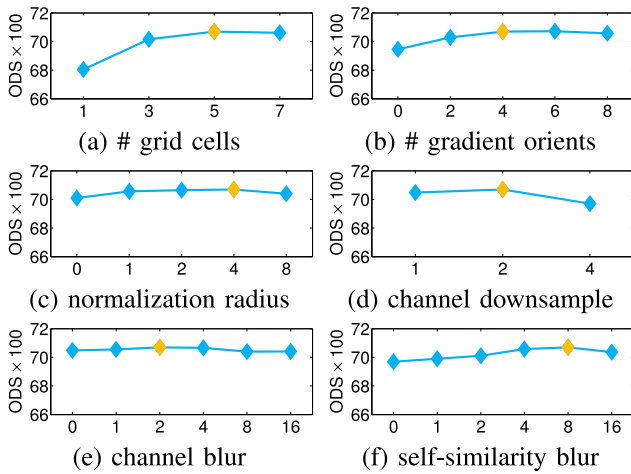 72
70
68
66
ODS × 100
1 3 5 7
(a) # grid cells
72
70
68
66
ODS × 100
0 2 4 6 8
(b) # gradient orients
72
70
68
66
ODS × 100
0 1 2 4 8
(c) normalization radius
72
70
68
66
ODS × 100
1 2 4
(d) channel downsample
72
70
68
66
ODS × 100
0 1 2 4 8 16
(e) channel blur
72
70
68
66
ODS × 100
0 1 2 4 8 16
(f) self-similarity blur